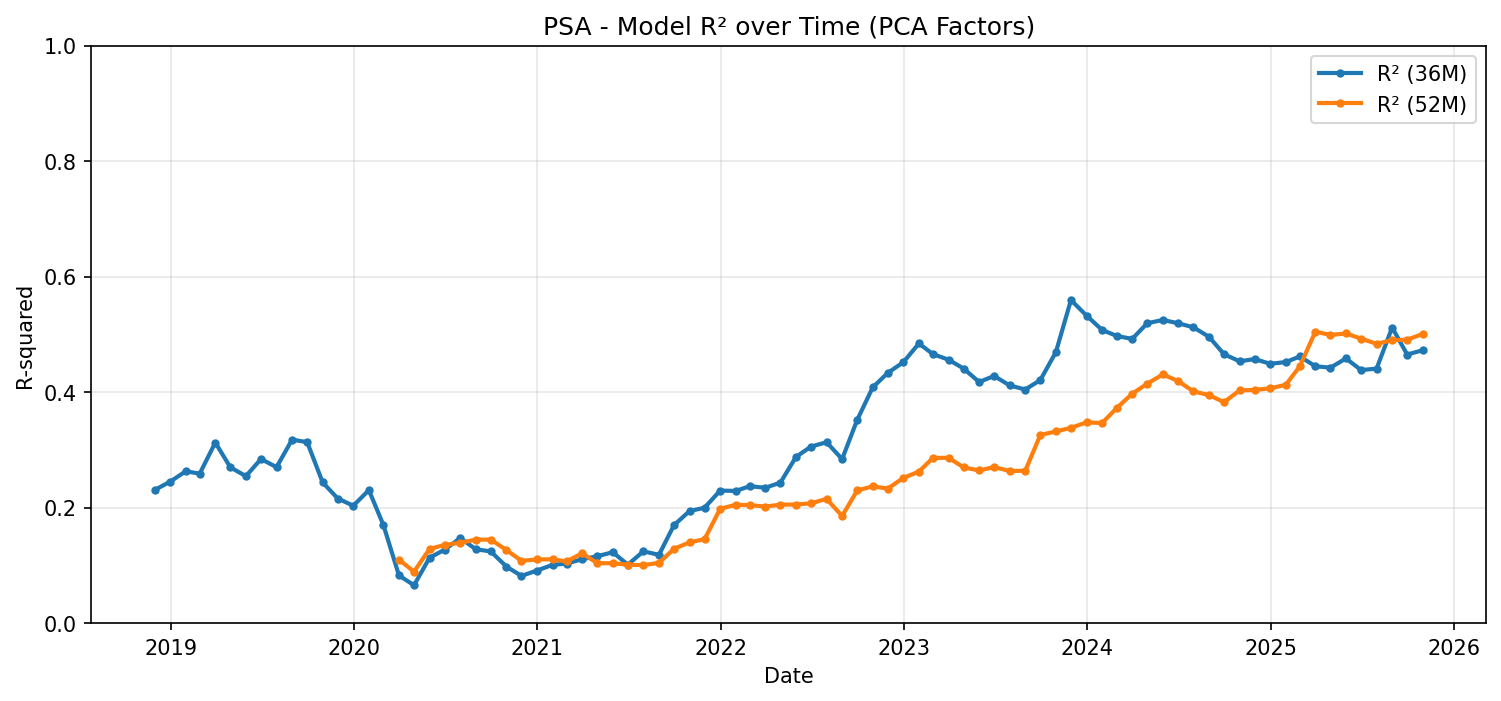 PSA - Model R² over Time (PCA Factors)
R² (36M)
R² (52M)
R-squared
1.0
0.8
0.6
0.4
0.2
0.0
2019 2020 2021 2022 2023 2024 2025 2026
Date